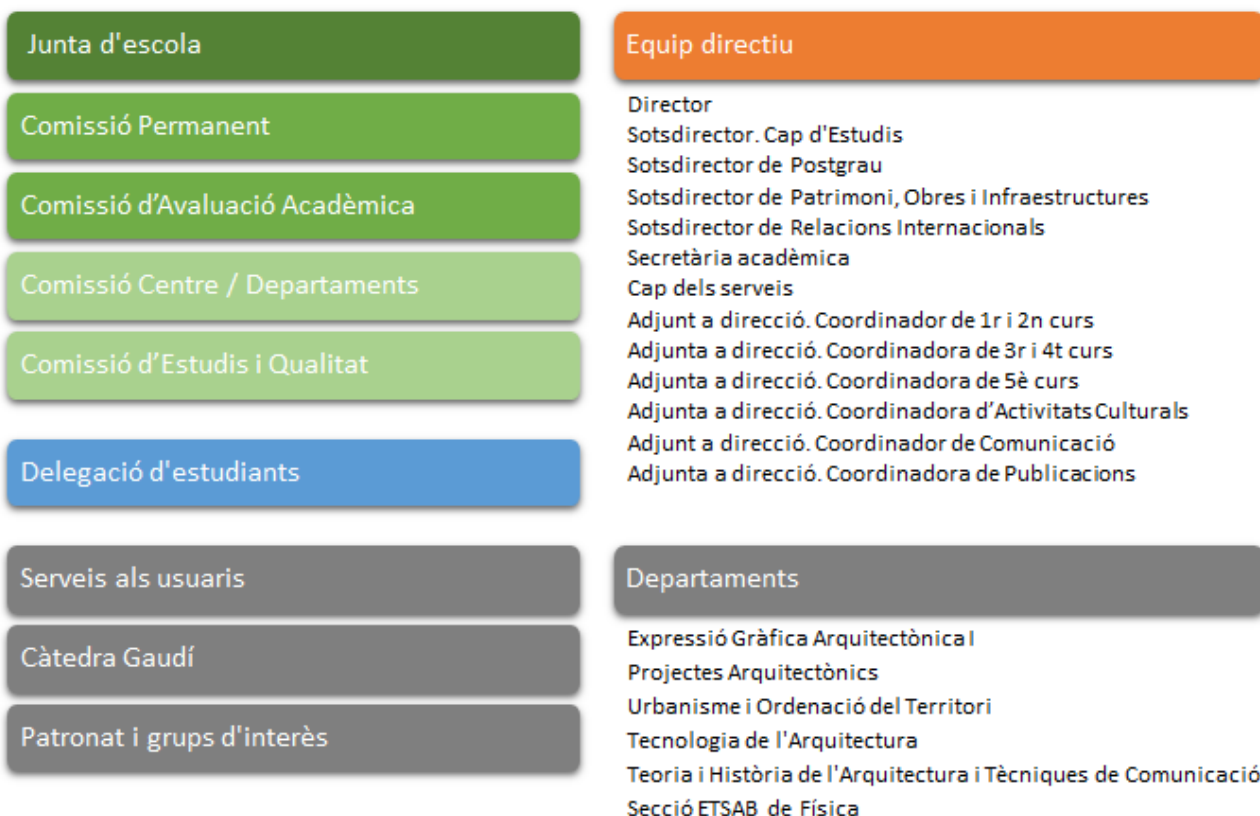 Junta d'escola
Comissió Permanent
Comissió d’Avaluació Acadèmica
Comissió Centre / Departaments
Comissió d’Estudis i Qualitat
Delegació d'estudiants
Serveis als usuaris
Càtedra Gaudí
Patronat i grups d'interès
Equip directiu
Director
Sotsdirector. Cap d'Estudis
Sotsdirector de Postgrau
Sotsdirector de Patrimoni, Obres i Infraestructures
Sotsdirector de Relacions Internacionals
Secretària acadèmica
Cap dels serveis
Adjunt a direcció. Coordinador de 1r i 2n curs
Adjunta a direcció. Coordinadora de 3r i 4t curs
Adjunta a direcció. Coordinadora de 5è curs
Adjunta a direcció. Coordinadora d’Activitats Culturals
Adjunt a direcció. Coordinador de Comunicació
Adjunta a direcció. Coordinadora de Publicacions
Departaments
Expressió Gràfica Arquitectònica I
Projectes Arquitectònics
Urbanisme i Ordenació del Territori
Tecnologia de l'Arquitectura
Teoria i Història de l'Arquitectura i Tècniques de Comunicació
Secció ETSAB de Física